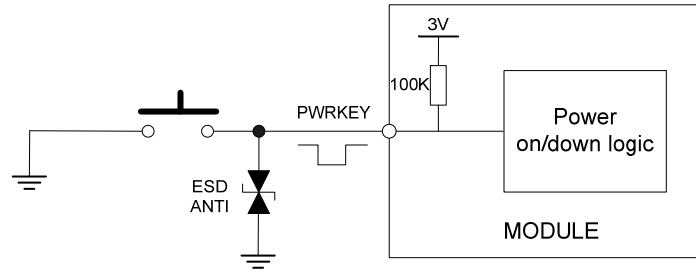 3V
100K
PWRKEY
Power
on/down logic
ESD
ANTI
MODULE